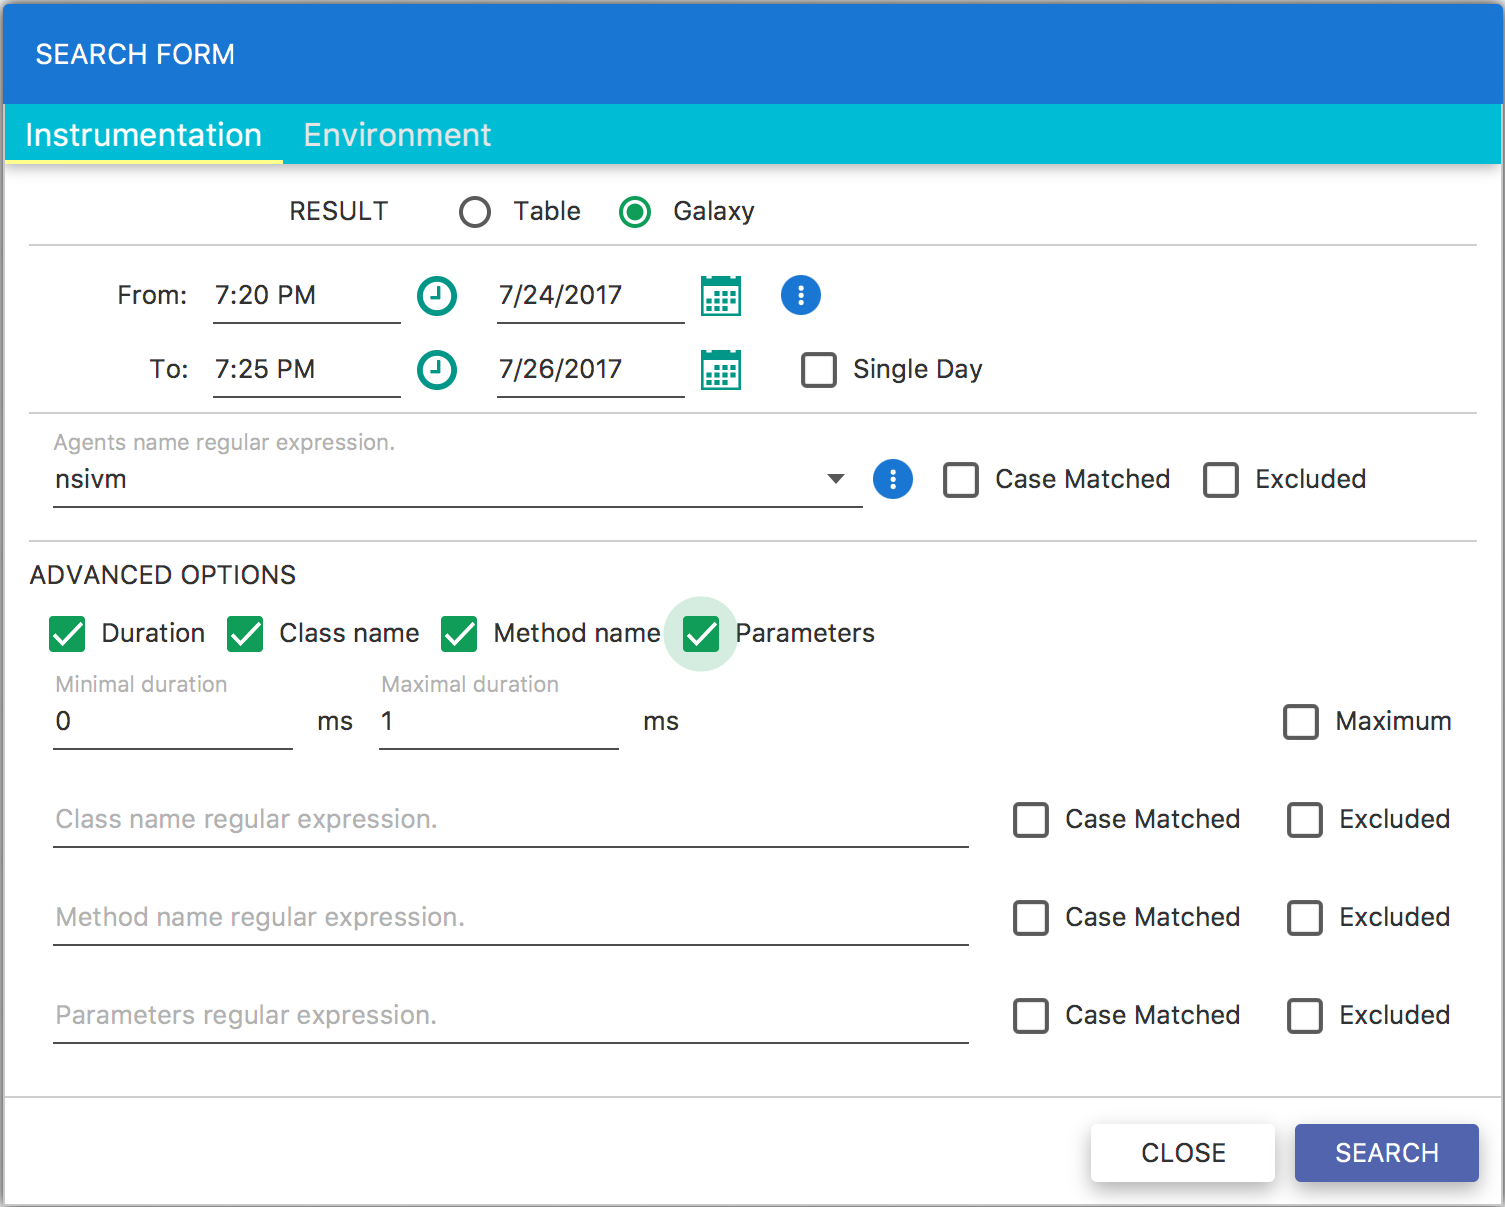 SEARCH FORM
Instrumentation Environment
RESULT Table Galaxy
From: 7:20 PM 7/24/2017
To: 7:25 PM 7/26/2017 Single Day
Agents name regular expression.
nsivm Case Matched Excluded
ADVANCED OPTIONS
Duration Class name Method name Parameters
Minimal duration Maximal duration
0 ms 1 ms Maximum
Class name regular expression. Case Matched Excluded
Method name regular expression. Case Matched Excluded
Parameters regular expression. Case Matched Excluded
CLOSE SEARCH